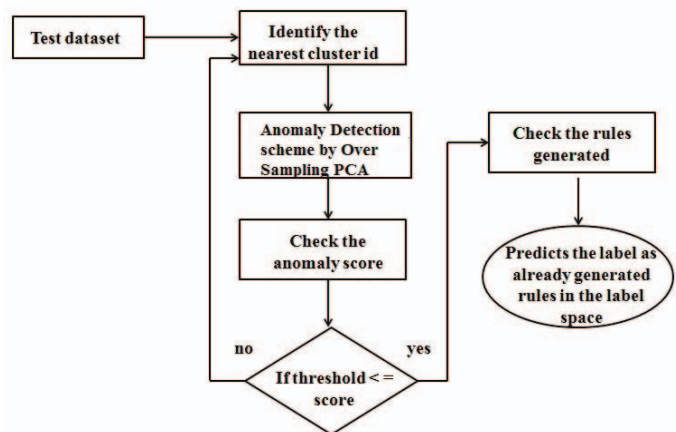 Test dataset
Identify the
nearest cluster id
Anomaly Detection
scheme by Over
Sampling PCA
Check the
anomaly score
If threshold < =
score
no
yes
Check the rules
generated
Predicts the label as
already generated
rules in the label
space